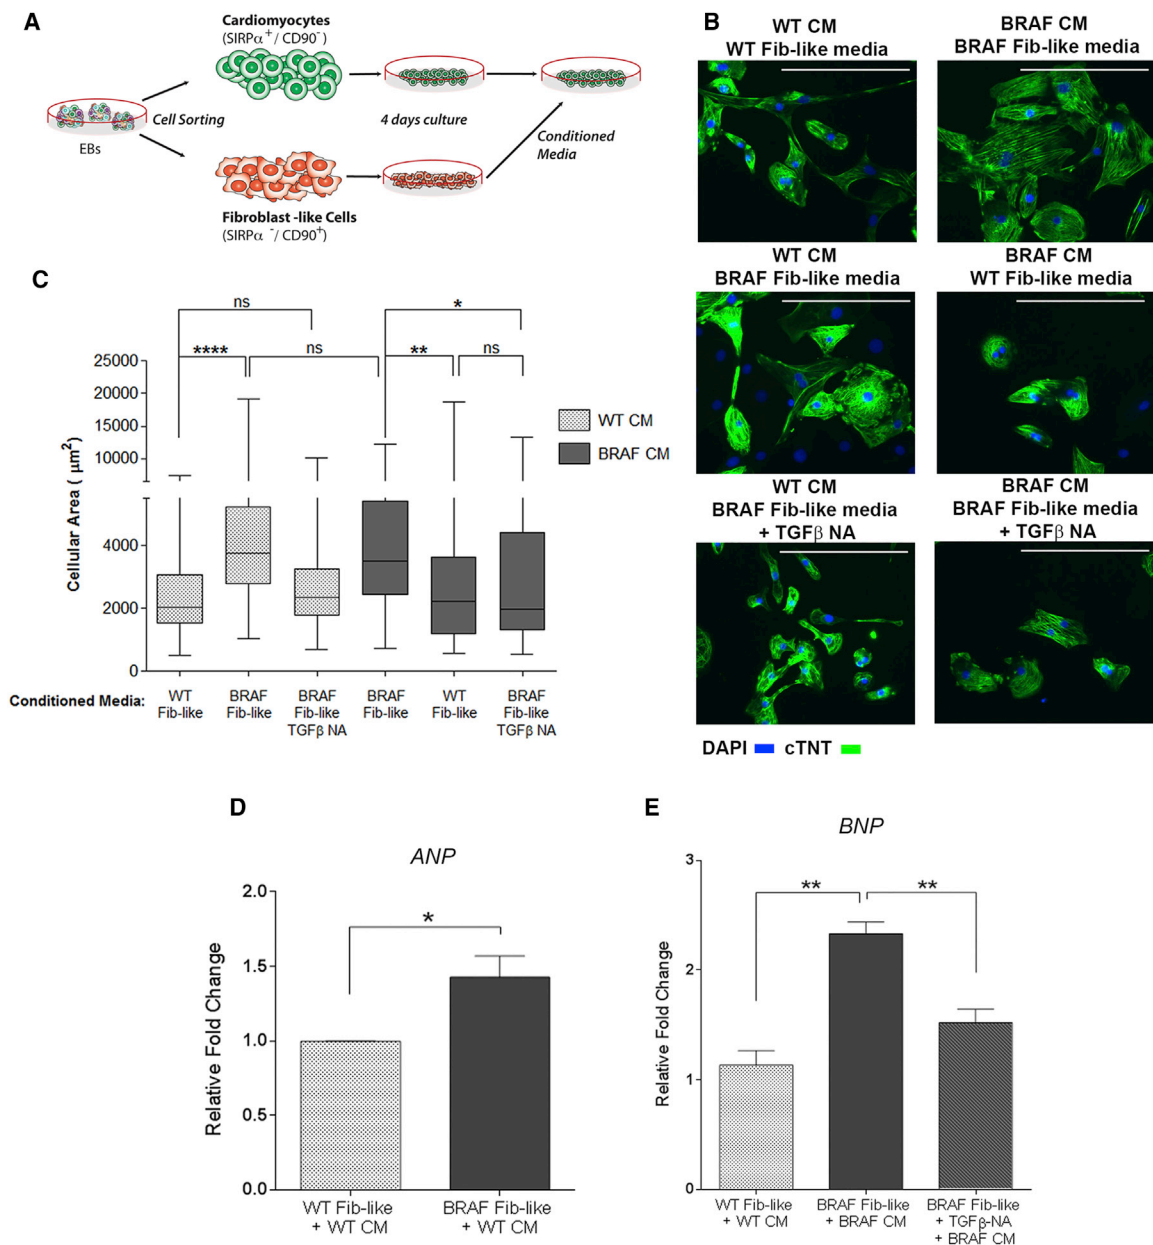 A
Cardiomyocytes
(SIRPα+/ CD90-)
EBs
Cell Sorting
4 days culture
Conditioned
Media
Fibroblast -like Cells
(SIRPα -/ CD90+)
B
WT CM
WT Fib-like media
BRAF CM
BRAF Fib-like media
WT CM
BRAF Fib-like media
BRAF CM
WT Fib-like media
WT CM
BRAF Fib-like media
+ TGFβ NA
BRAF CM
BRAF Fib-like media
+ TGFβ NA
DAPI cTNT
C
ns
*
****
ns
**
ns
25000
20000
15000
10000
4000
2000
0
Cellular Area ( μm2)
WT CM
BRAF CM
Conditioned Media:
WT
Fib-like
BRAF
Fib-like
BRAF
Fib-like
TGFβ NA
BRAF
Fib-like
WT
Fib-like
BRAF
Fib-like
TGFβ NA
D
ANP
2.0
1.5
1.0
0.5
0.0
Relative Fold Change
*
WT Fib-like
+ WT CM
BRAF Fib-like
+ WT CM
E
BNP
3
2
1
0
Relative Fold Change
**
**
WT Fib-like
+ WT CM
BRAF Fib-like
+ BRAF CM
BRAF Fib-like
+ TGFβ-NA
+ BRAF CM